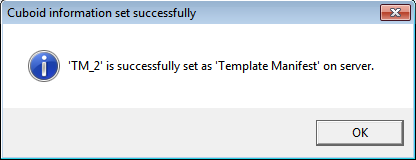 Cuboid information set successfully
'TM_2' is successfully set as 'Template Manifest' on server.
OK